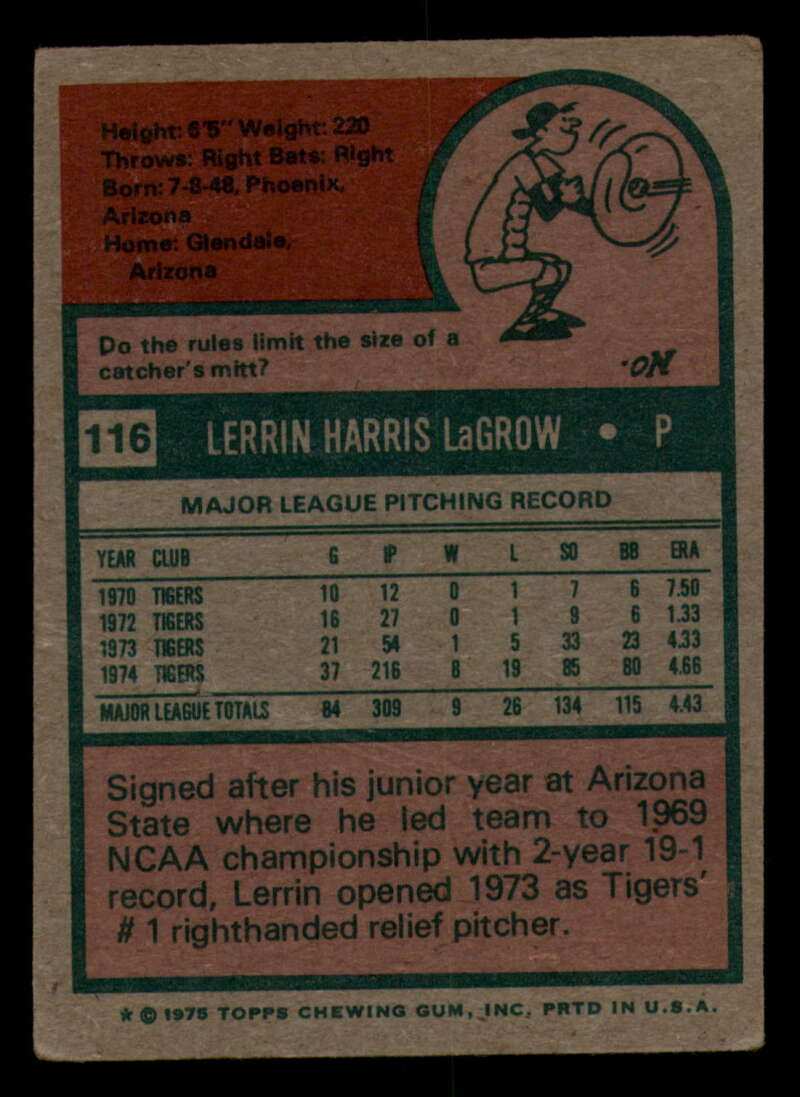 Height: 6'5" Weight: 220
Throws: Right Bats: Right
Born: 7-8-48, Phoenix,
Arizona
Home: Glendale,
Arizona
Do the rules limit the size of a
catcher's mitt?
No.
116 LERRIN HARRIS LaGROW • P
MAJOR LEAGUE PITCHING RECORD
YEAR CLUB G IP W L SO BB ERA
1970 TIGERS 10 12 0 1 7 6 7.50
1972 TIGERS 16 27 0 1 9 6 1.33
1973 TIGERS 21 54 1 5 33 23 4.33
1974 TIGERS 37 216 8 19 85 80 4.66
MAJOR LEAGUE TOTALS 84 309 9 26 134 115 4.43
Signed after his junior year at Arizona
State where he led team to 1969
NCAA championship with 2-year 19-1
record, Lerrin opened 1973 as Tigers'
# 1 righthanded relief pitcher.
* © 1975 TOPPS CHEWING GUM, INC. PRTD IN U.S.A.